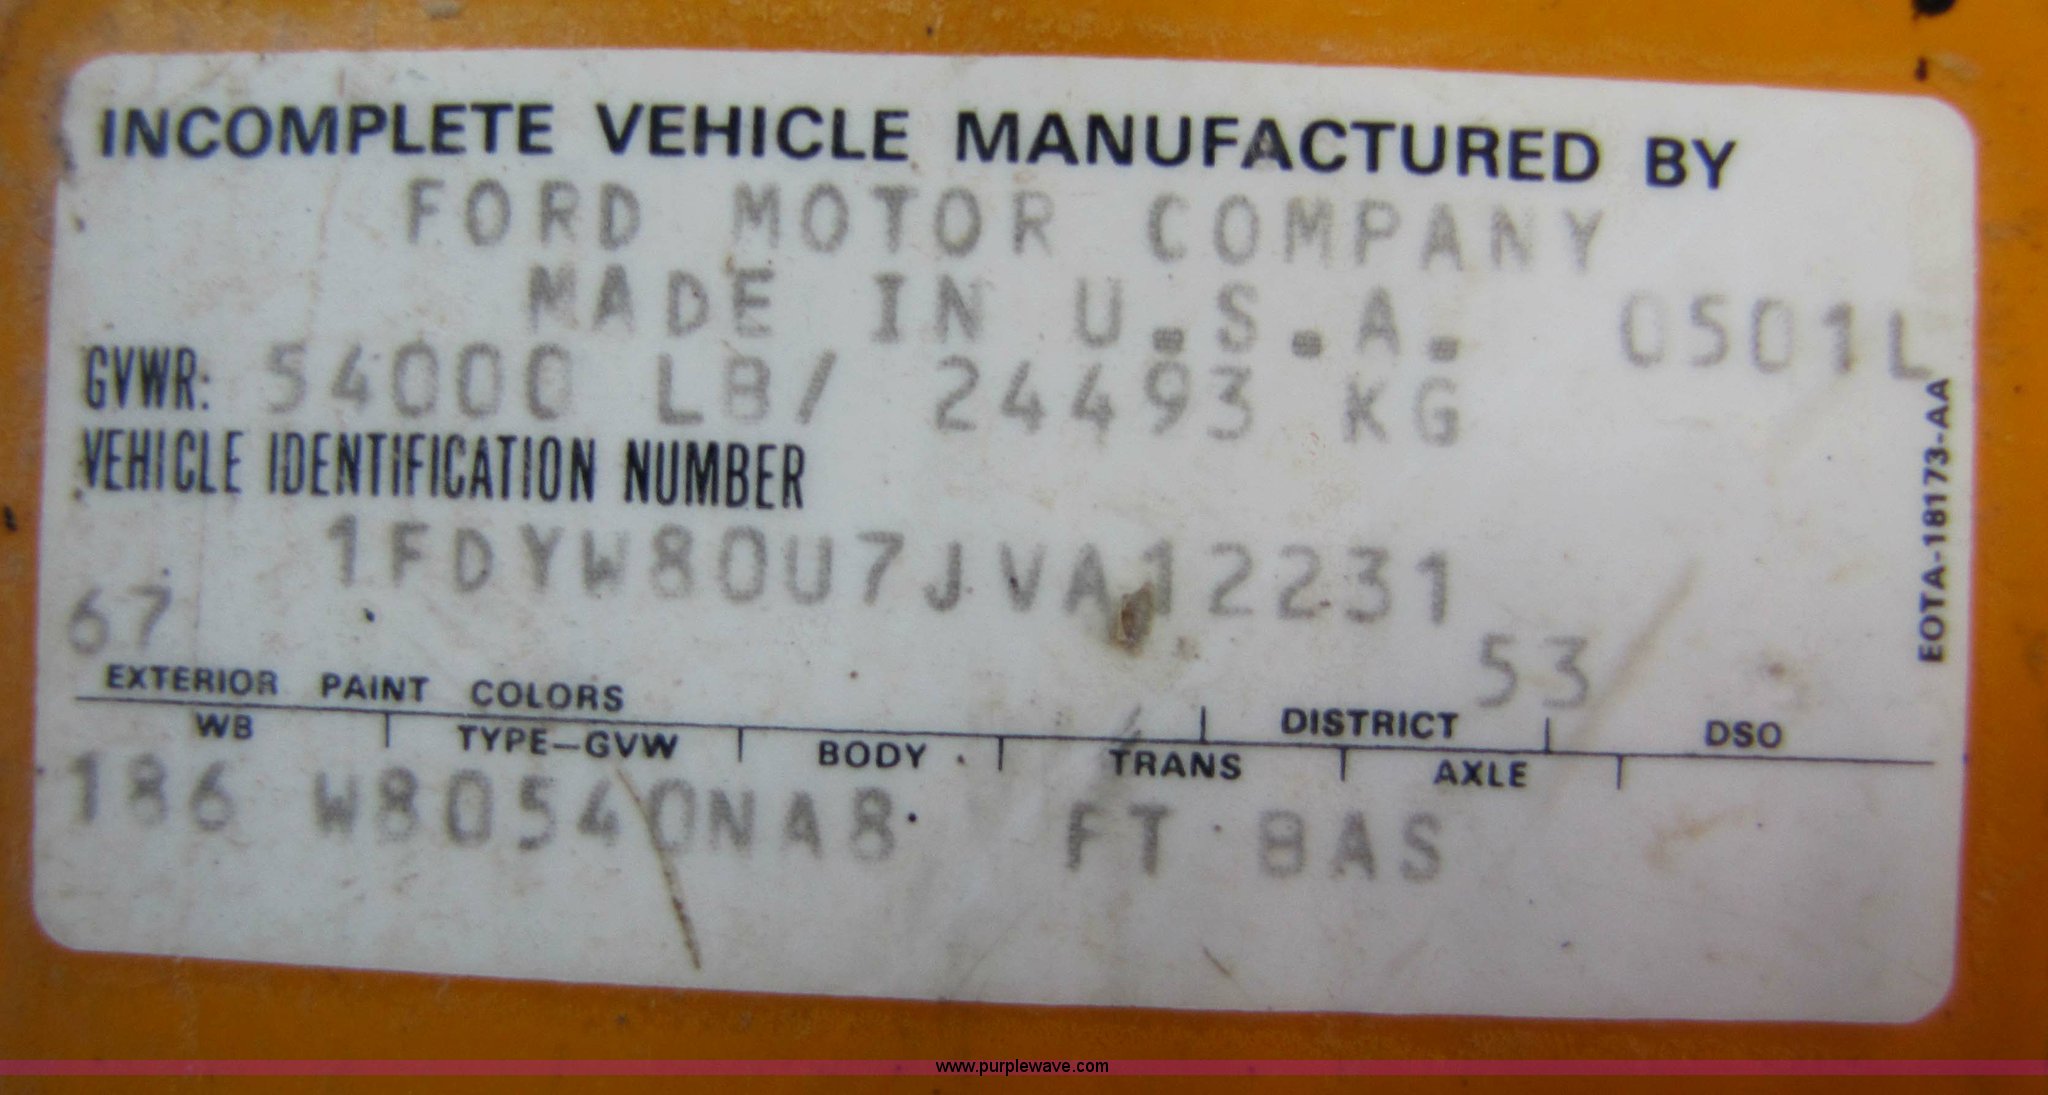 INCOMPLETE VEHICLE MANUFACTURED BY
FORD MOTOR COMPANY
MADE IN U.S.A. 0501L
GVWR: 54000 LB/ 24493 KG
VEHICLE IDENTIFICATION NUMBER
1FDYW80U7JVA12231
67 53
EXTERIOR PAINT COLORS DISTRICT DSO
WB TYPE-GVW BODY TRANS AXLE
186 W80540NA8 FT 8AS
EOTA-18173-AA
www.purplewave.com